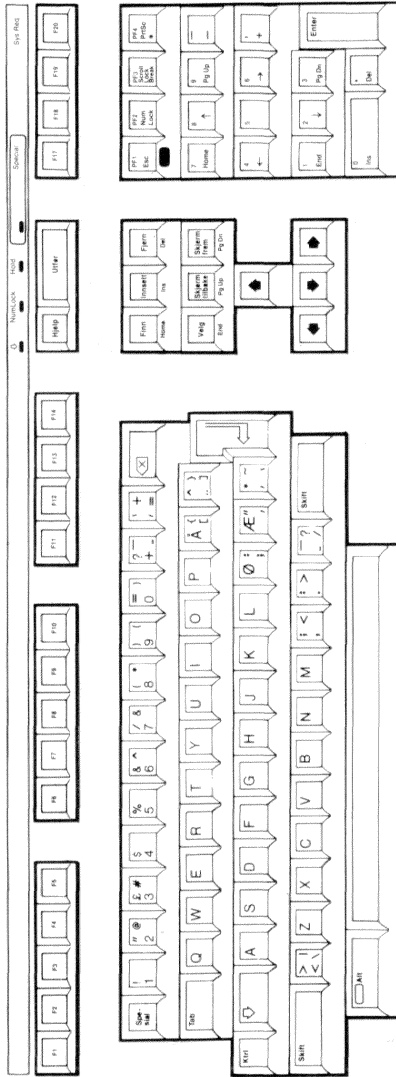 NumLock Hold Special Sys Req
F1 F2 F3 F4 F5 F6 F7 F8 F9 F10 F11 F12 F13 F14 Hjelp Utfør F17 F18 F19 F20
Spe- ! " @ £ # $ % & ^ / & ( * ) ( = ) ? _ ` +
sial 1 2 3 4 5 6 7 8 9 0 + - ' =
Finn Innsett Fjern
Home Ins Del
PF1 PF2 PF3 PF4
Esc Num Lock Scroll Lock Break PrtSc *
Tab Q W E R T Y U I O P Å { [ ^ } ¨ ]
Velg Skjerm tilbake Skjerm frem
End Pg Up Pg Dn
7 8 9 —
Home ↑ Pg Up —
Ktrl A S D F G H J K L Ø : ; Æ " ' * ~ ' `
4 5 6 '
← → +
Skift > | < \ Z X C V B N M ; < , : > . _ ? - / Skift
1 2 3 Enter
End ↓ Pg Dn
Alt
0 •
Ins Del